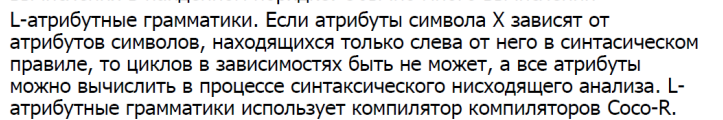 L-атрибутные грамматики. Если атрибуты символа X зависят от
атрибутов символов, находящихся только слева от него в синтасическом
правиле, то циклов в зависимостях быть не может, а все атрибуты
можно вычислить в процессе синтаксического нисходящего анализа. L-
атрибутные грамматики использует компилятор компиляторов Coco-R.